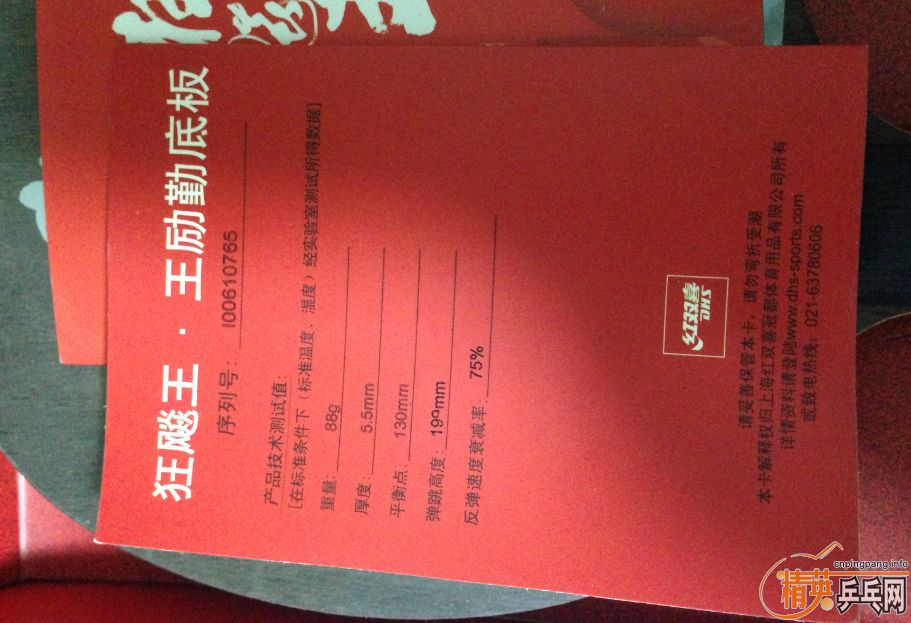 狂飚王·王励勤底板
序列号: I00610765
产品技术测试值:
[在标准条件下(标准温度、湿度)经实验室测试所得数据]
重量: 88g
厚度: 5.5mm
平衡点: 130mm
弹跳高度: 199mm
反弹速度衰减率: 75%
红双喜
DHS
请妥善保管本卡,请勿弯折受潮
本卡解释权归上海红双喜冠都体育用品有限公司所有
详情资料请登陆www.dhs-sports.com
或致电热线: 021-63780606
cnpingpang.info
精英乒乓网